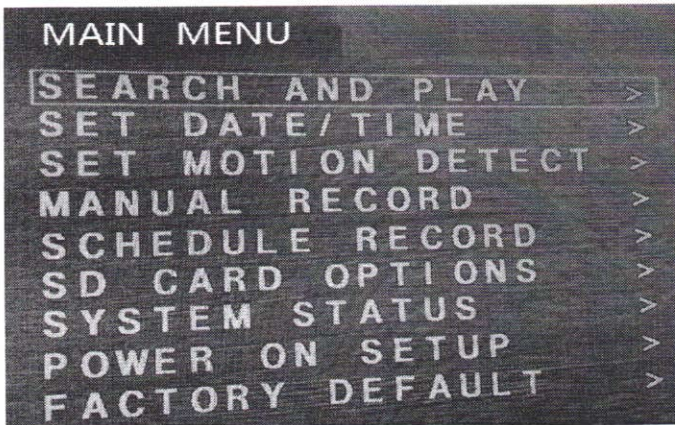 MAIN MENU
SEARCH AND PLAY >
SET DATE/TIME >
SET MOTION DETECT >
MANUAL RECORD >
SCHEDULE RECORD >
SD CARD OPTIONS >
SYSTEM STATUS >
POWER ON SETUP >
FACTORY DEFAULT >